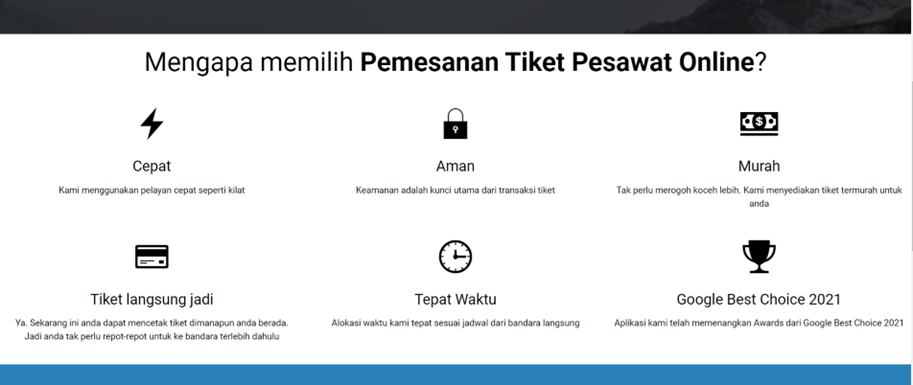 Mengapa memilih Pemesanan Tiket Pesawat Online?
Cepat
Kami menggunakan pelayan cepat seperti kilat
Aman
Keamanan adalah kunci utama dari transaksi tiket
Murah
Tak perlu merogoh koceh lebih. Kami menyediakan tiket termurah untuk
anda
Tiket langsung jadi
Ya. Sekarang ini anda dapat mencetak tiket dimanapun anda berada.
Jadi anda tak perlu repot-repot untuk ke bandara terlebih dahulu
Tepat Waktu
Alokasi waktu kami tepat sesuai jadwal dari bandara langsung
Google Best Choice 2021
Aplikasi kami telah memenangkan Awards dari Google Best Choice 2021